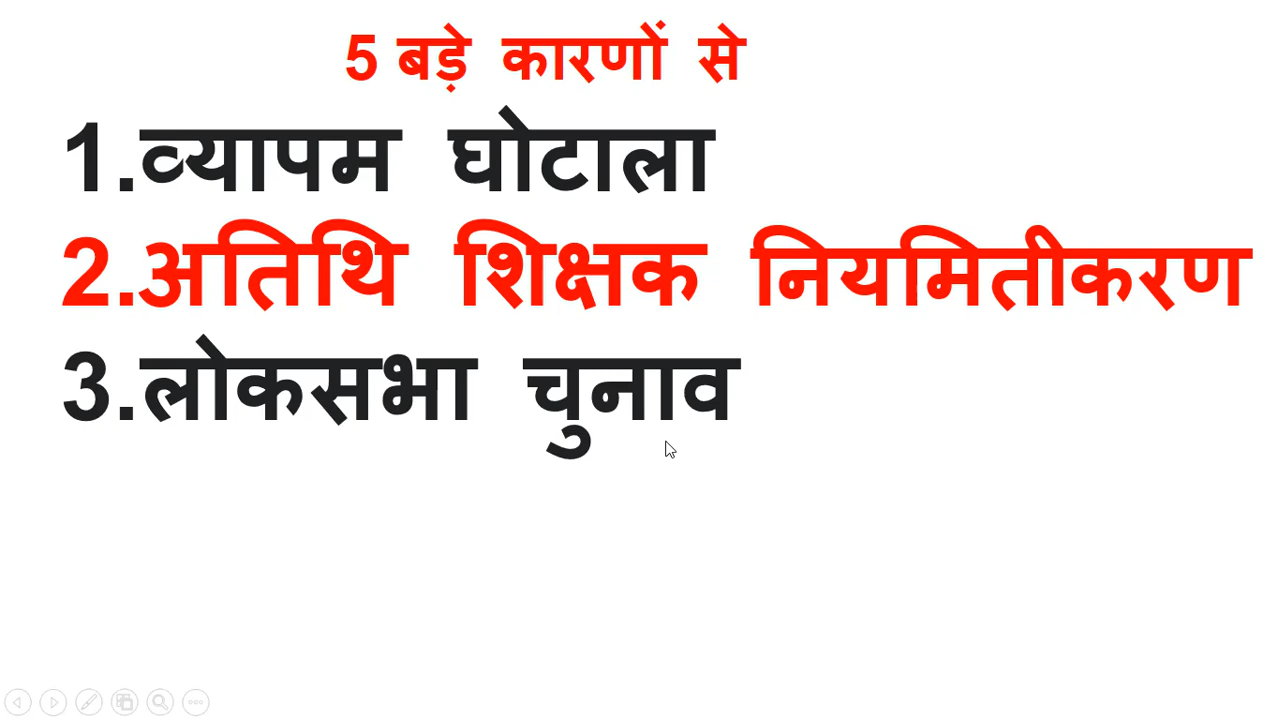 5 बड़े कारणों से
1.व्यापम घोटाला
2.अतिथि शिक्षक नियमितीकरण
3.लोकसभा चुनाव